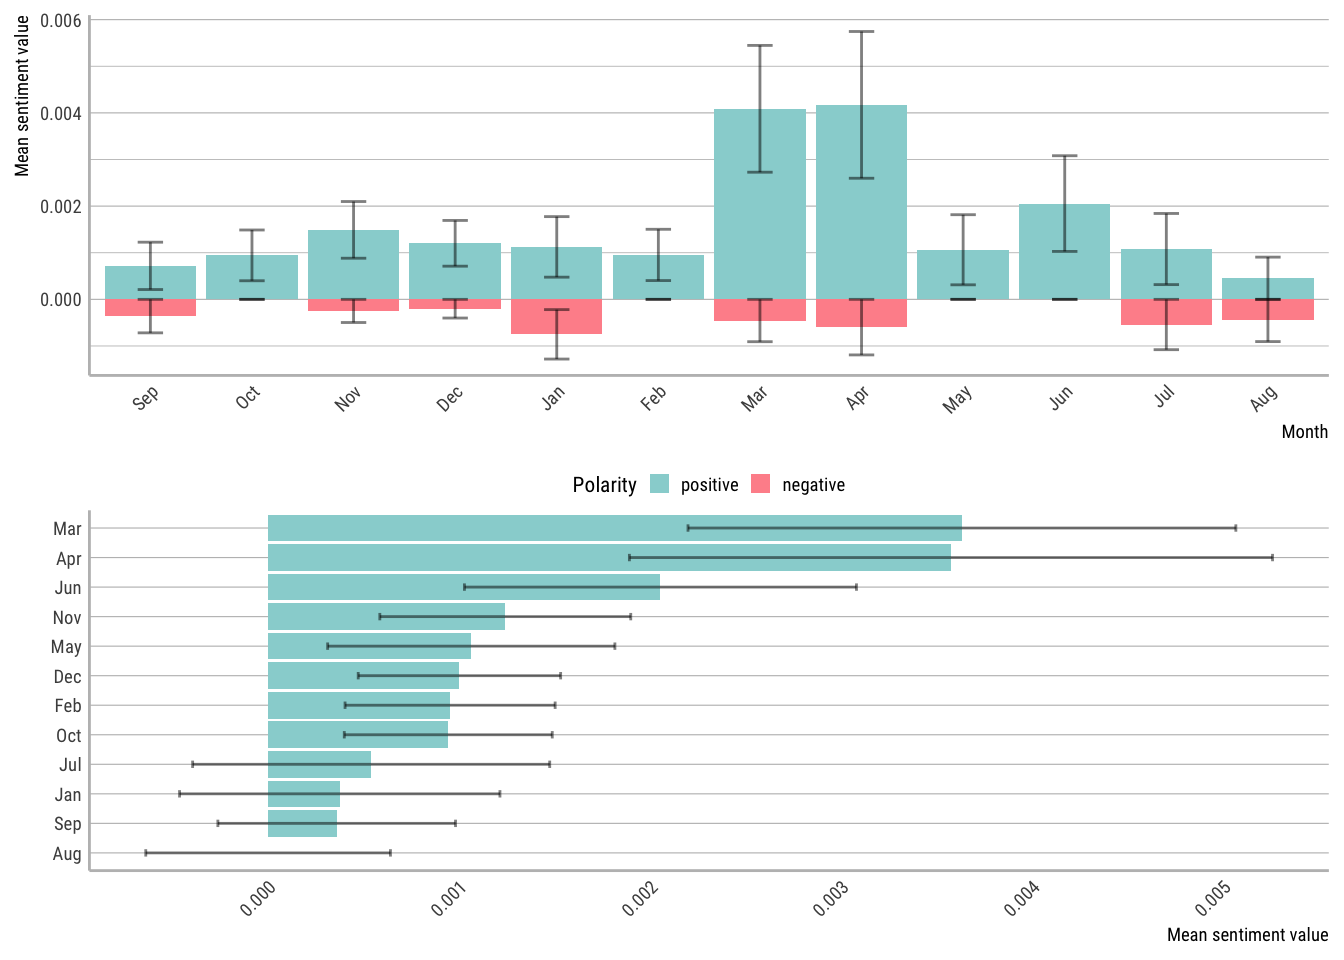 Mean sentiment value
0.006
0.004
0.002
0.000
Sep Oct Nov Dec Jan Feb Mar Apr May Jun Jul Aug
Month
Polarity positive negative
Mar
Apr
Jun
Nov
May
Dec
Feb
Oct
Jul
Jan
Sep
Aug
0.000 0.001 0.002 0.003 0.004 0.005
Mean sentiment value